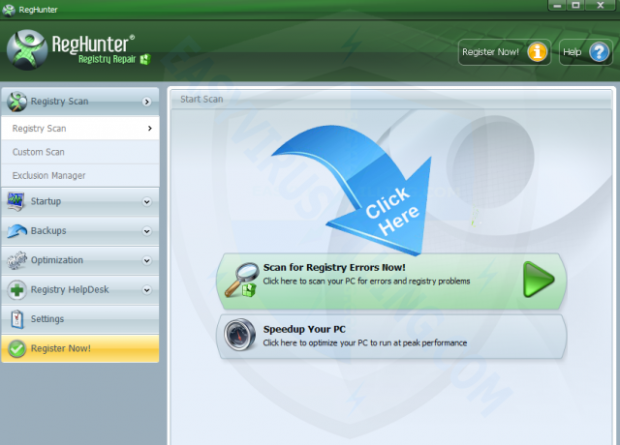 RegHunter
RegHunter®
Registry Repair
Register Now!
Help
Registry Scan
Registry Scan
Custom Scan
Exclusion Manager
Startup
Backups
Optimization
Registry HelpDesk
Settings
Register Now!
Start Scan
Click
Here
Scan for Registry Errors Now!
Click here to scan your PC for errors and registry problems
Speedup Your PC
Click here to optimize your PC to run at peak performance